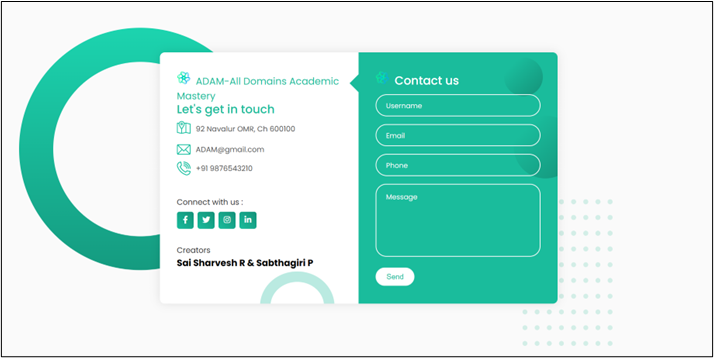 ADAM-All Domains Academic
Mastery
Let's get in touch
92 Navalur OMR, Ch 600100
ADAM@gmail.com
+91 9876543210
Connect with us :
Creators
Sai Sharvesh R & Sabthagiri P
Contact us
Username
Email
Phone
Message
Send